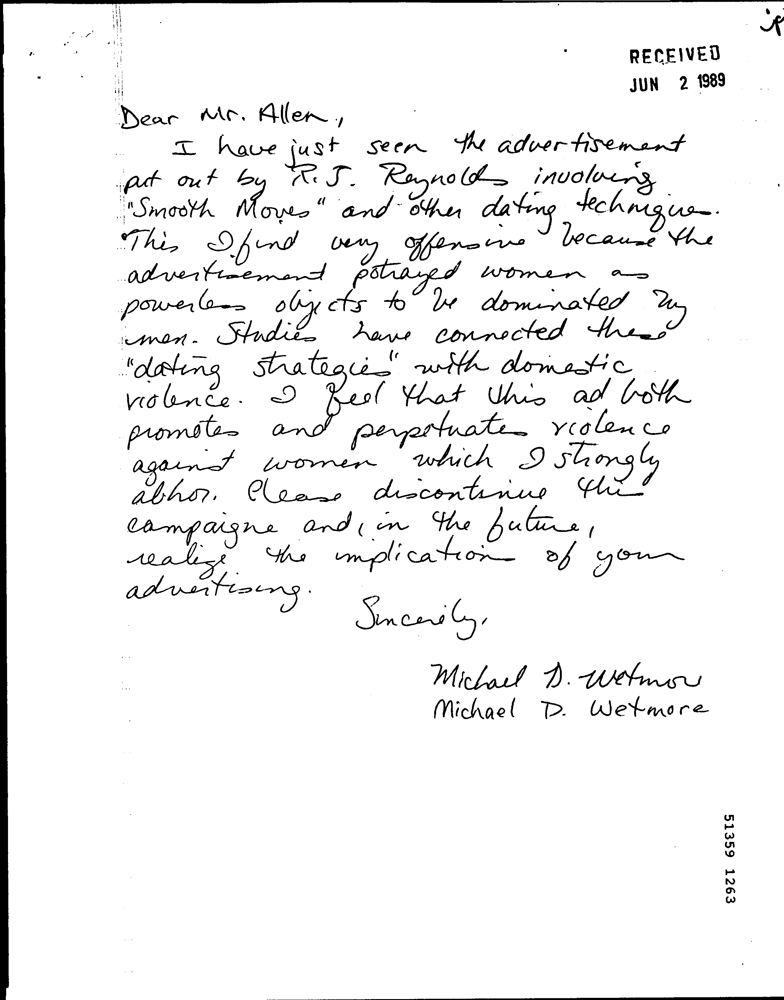 RECEIVED
JUN 2 1989
Dear Mr. Allen,
I have just seen the advertisement
put out by R.J. Reynolds involving
"Smooth Moves" and other dating techniques.
This I find very offensive because the
advertisement potrayed women as
powerless objects to be dominated by
men. Studies have connected these
"dating strategies" with domestic
violence. I feel that this ad both
promotes and perpetuates violence
against women which I strongly
abhor. Please discontinue this
campaigne and, in the future,
realize the implication of your
advertising.
Sincerily,
Michael D. Wetmore
Michael D. Wetmore
51359 1263